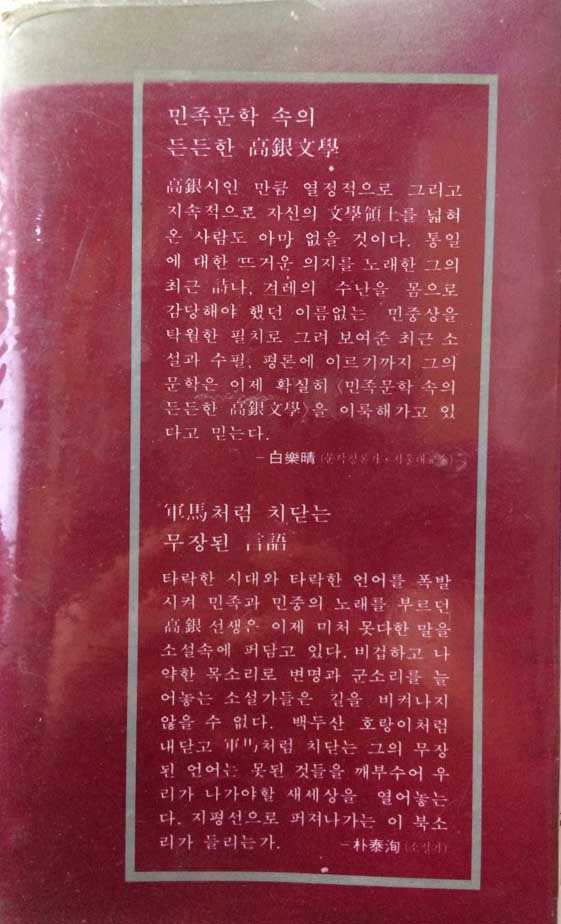 민족문학 속의
든든한 高銀文學
高銀시인 만큼 열정적으로 그리고
지속적으로 자신의 文學領土를 넓혀
온 사람도 아마 없을 것이다. 통일
에 대한 뜨거운 의지를 노래한 그의
최근 詩나, 겨레의 수난을 몸으로
감당해야 했던 이름없는 민중상을
탁월한 필치로 그려 보여준 최근 소
설과 수필, 평론에 이르기까지 그의
문학은 이제 확실히 〈민족문학 속의
든든한 高銀文學〉을 이룩해가고 있
다고 믿는다.
─白樂晴(문학평론가·서울대교수)
軍馬처럼 치닫는
무장된 言語
타락한 시대와 타락한 언어를 폭발
시켜 민족과 민중의 노래를 부르던
高銀 선생은 이제 미처 못다한 말을
소설속에 퍼담고 있다. 비겁하고 나
약한 목소리로 변명과 군소리를 늘
어놓는 소설가들은 길을 비켜나지
않을 수 없다. 백두산 호랑이처럼
내닫고 軍馬처럼 치닫는 그의 무장
된 언어는 못된 것들을 깨부수어 우
리가 나가야할 새세상을 열어놓는
다. 지평선으로 퍼져나가는 이 북소
리가 들리는가. ─朴泰洵(소설가)